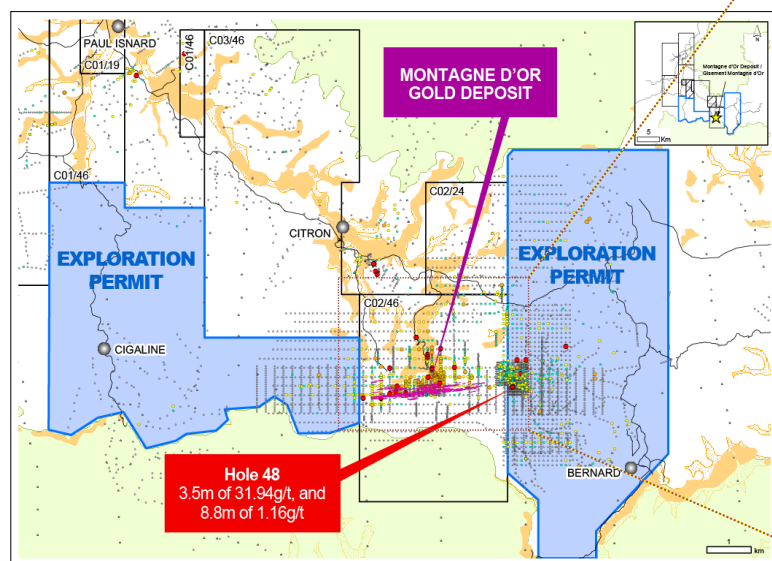 PAUL ISNARD
C01/19
C01/46
C03/46
C01/46
MONTAGNE D'OR
GOLD DEPOSIT
Montagne d'Or Deposit /
Gisement Montagne d'Or
5
Km
C02/24
CITRON
EXPLORATION
PERMIT
EXPLORATION
PERMIT
C02/46
CIGALINE
Hole 48
3.5m of 31.94g/t, and
8.8m of 1.16g/t
BERNARD
1
km